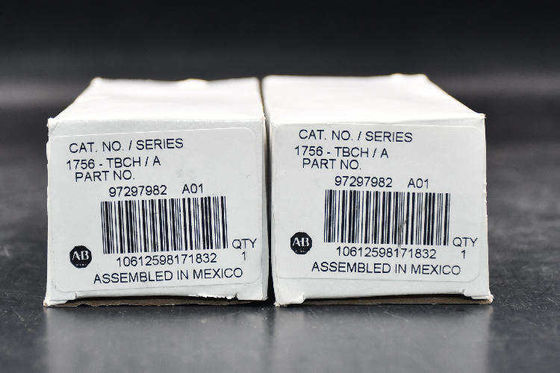 CAT. NO. / SERIES
1756 - TBCH / A
PART NO.
97297982 A01
AB
QTY
10612598171832 1
ASSEMBLED IN MEXICO
CAT. NO. / SERIES
1756 - TBCH / A
PART NO.
97297982 A01
AB
QTY
10612598171832 1
ASSEMBLED IN MEXICO